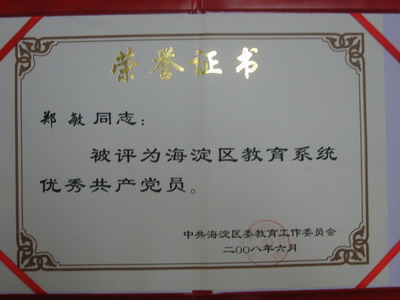 荣誉证书
郑敏同志：
被评为海淀区教育系统
优秀共产党员。
中共海淀区委教育工作委员会
二〇〇八年六月